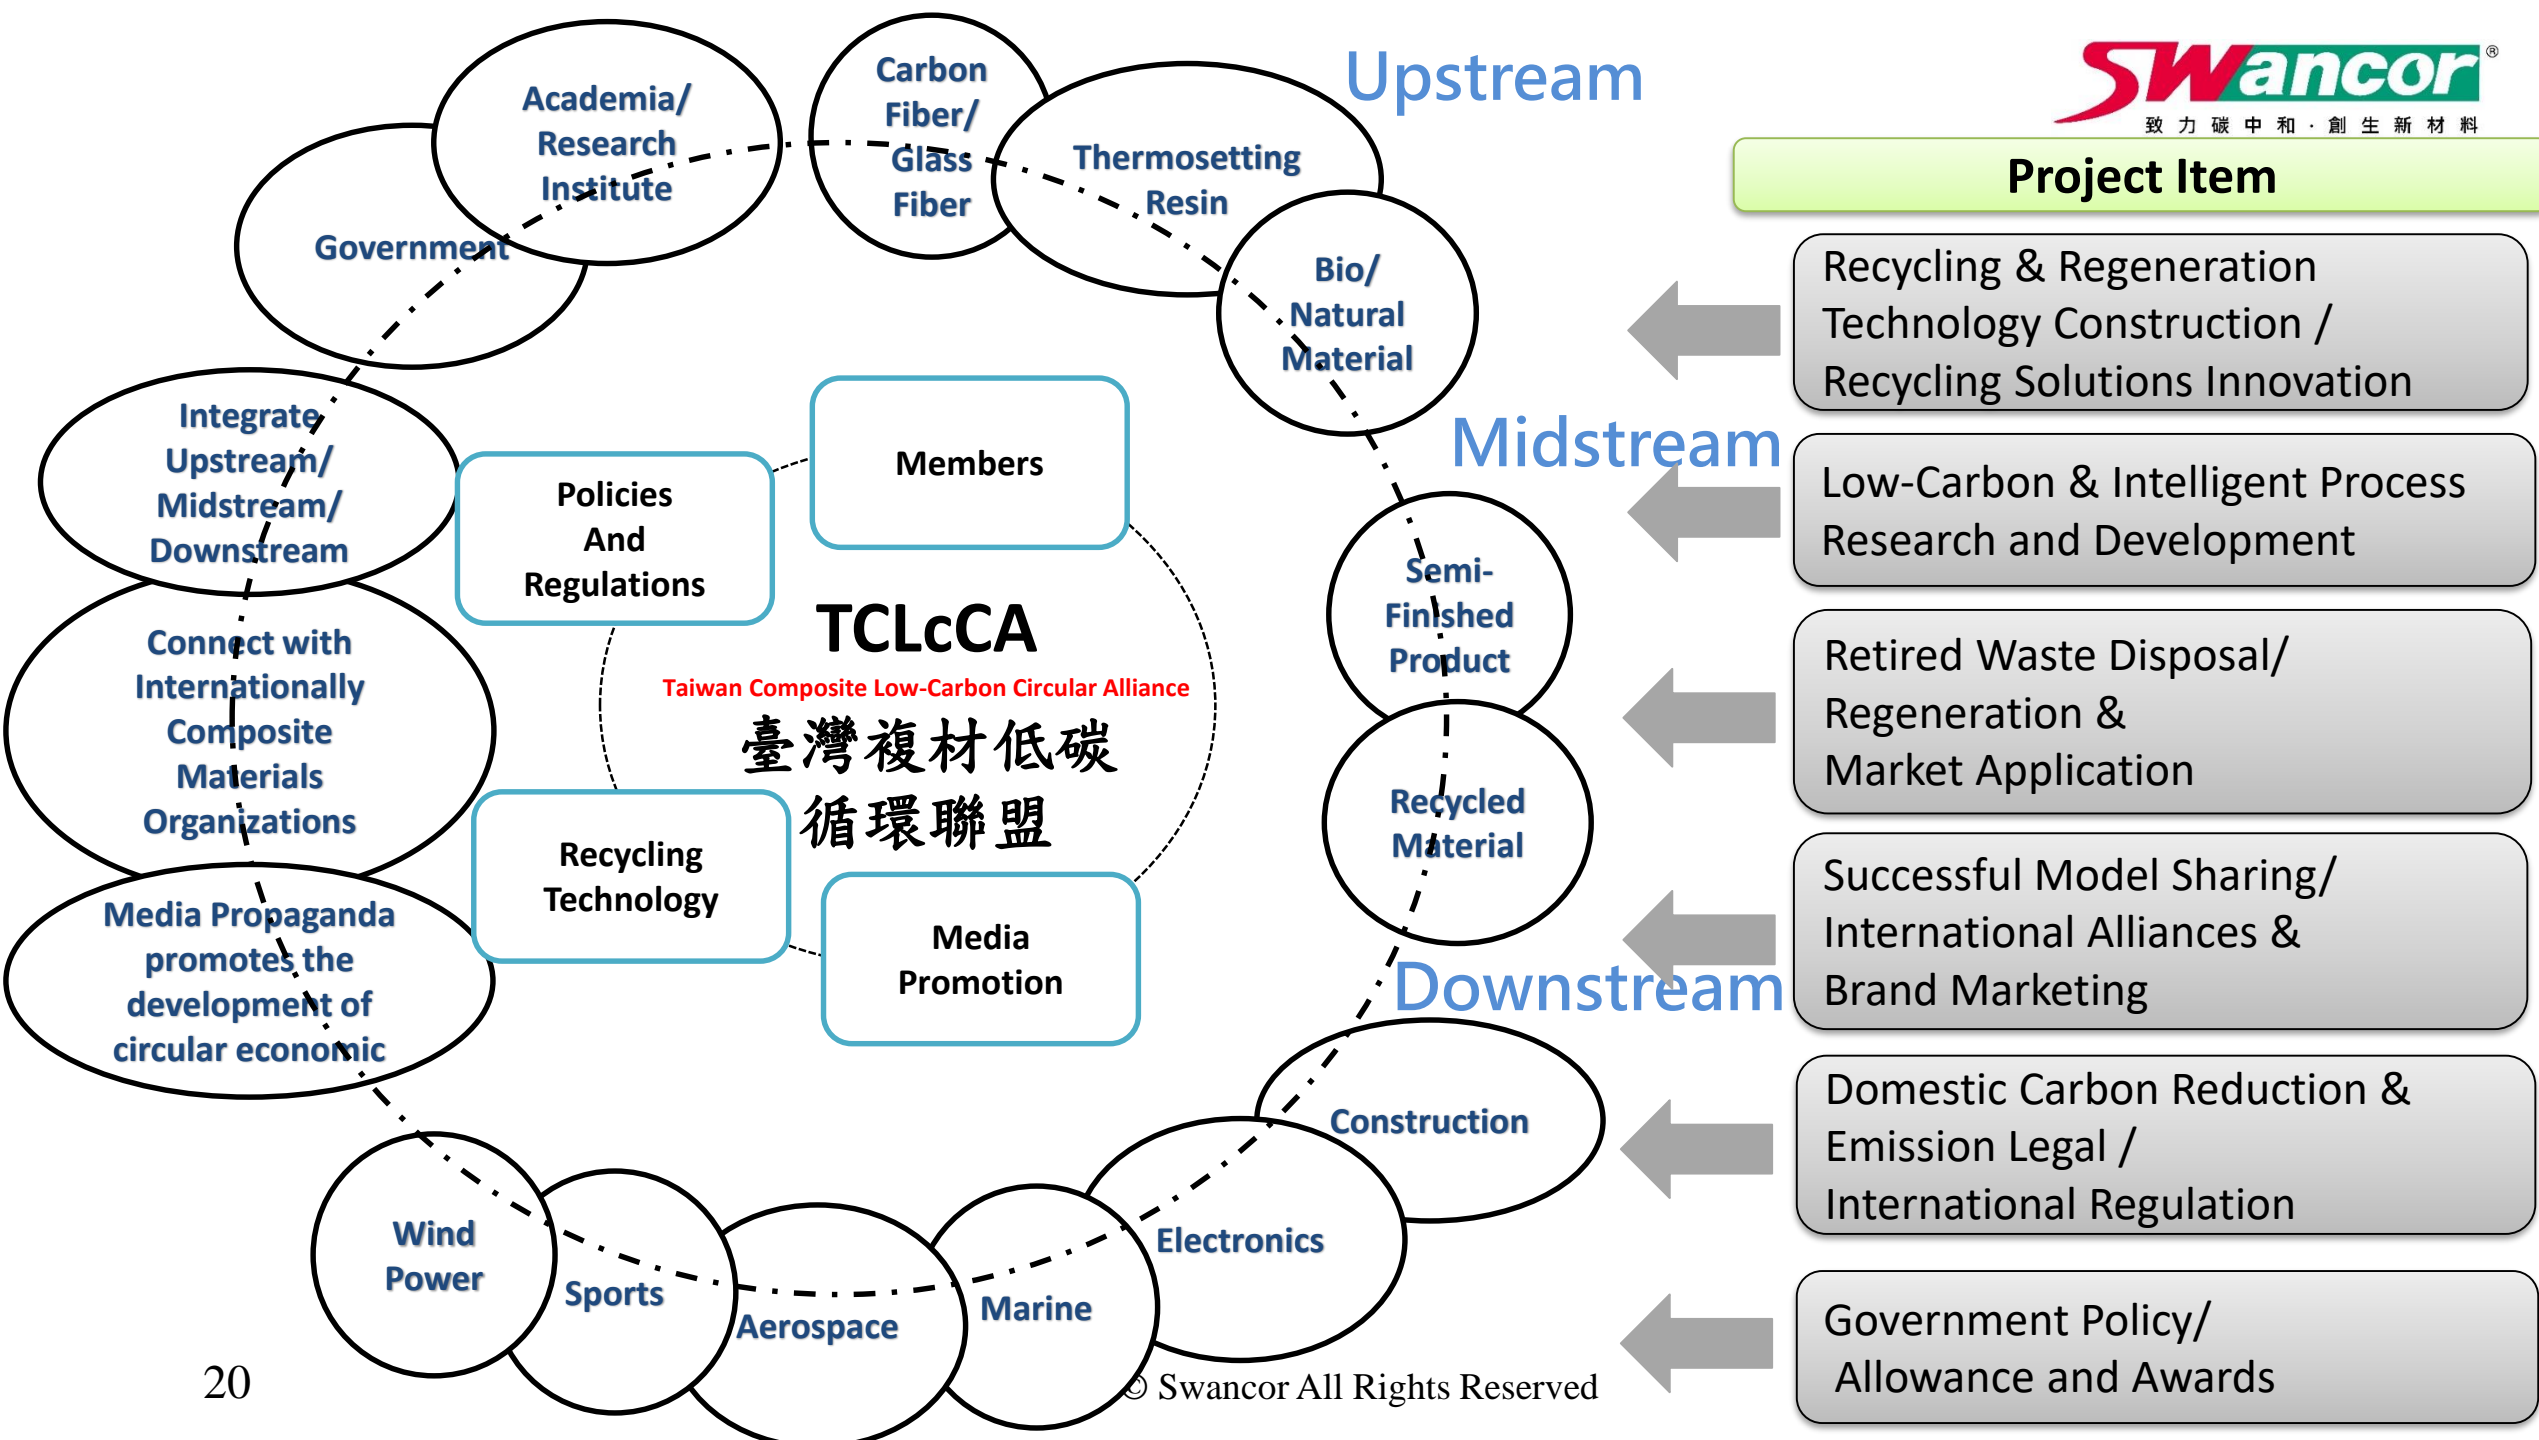 Swancor®
致力碳中和·創生新材料
Upstream
Midstream
Downstream
Academia/
Research
Institute
Government
Carbon
Fiber/
Glass
Fiber
Thermosetting
Resin
Bio/
Natural
Material
Semi-
Finished
Product
Recycled
Material
Construction
Electronics
Marine
Aerospace
Sports
Wind
Power
Integrate
Upstream/
Midstream/
Downstream
Connect with
Internationally
Composite
Materials
Organizations
Media Propaganda
promotes the
development of
circular economic
Members
Policies
And
Regulations
TCLcCA
Taiwan Composite Low-Carbon Circular Alliance
臺灣複材低碳
循環聯盟
Recycling
Technology
Media
Promotion
Project Item
Recycling & Regeneration
Technology Construction /
Recycling Solutions Innovation
Low-Carbon & Intelligent Process
Research and Development
Retired Waste Disposal/
Regeneration &
Market Application
Successful Model Sharing/
International Alliances &
Brand Marketing
Domestic Carbon Reduction &
Emission Legal /
International Regulation
Government Policy/
Allowance and Awards
20
© Swancor All Rights Reserved